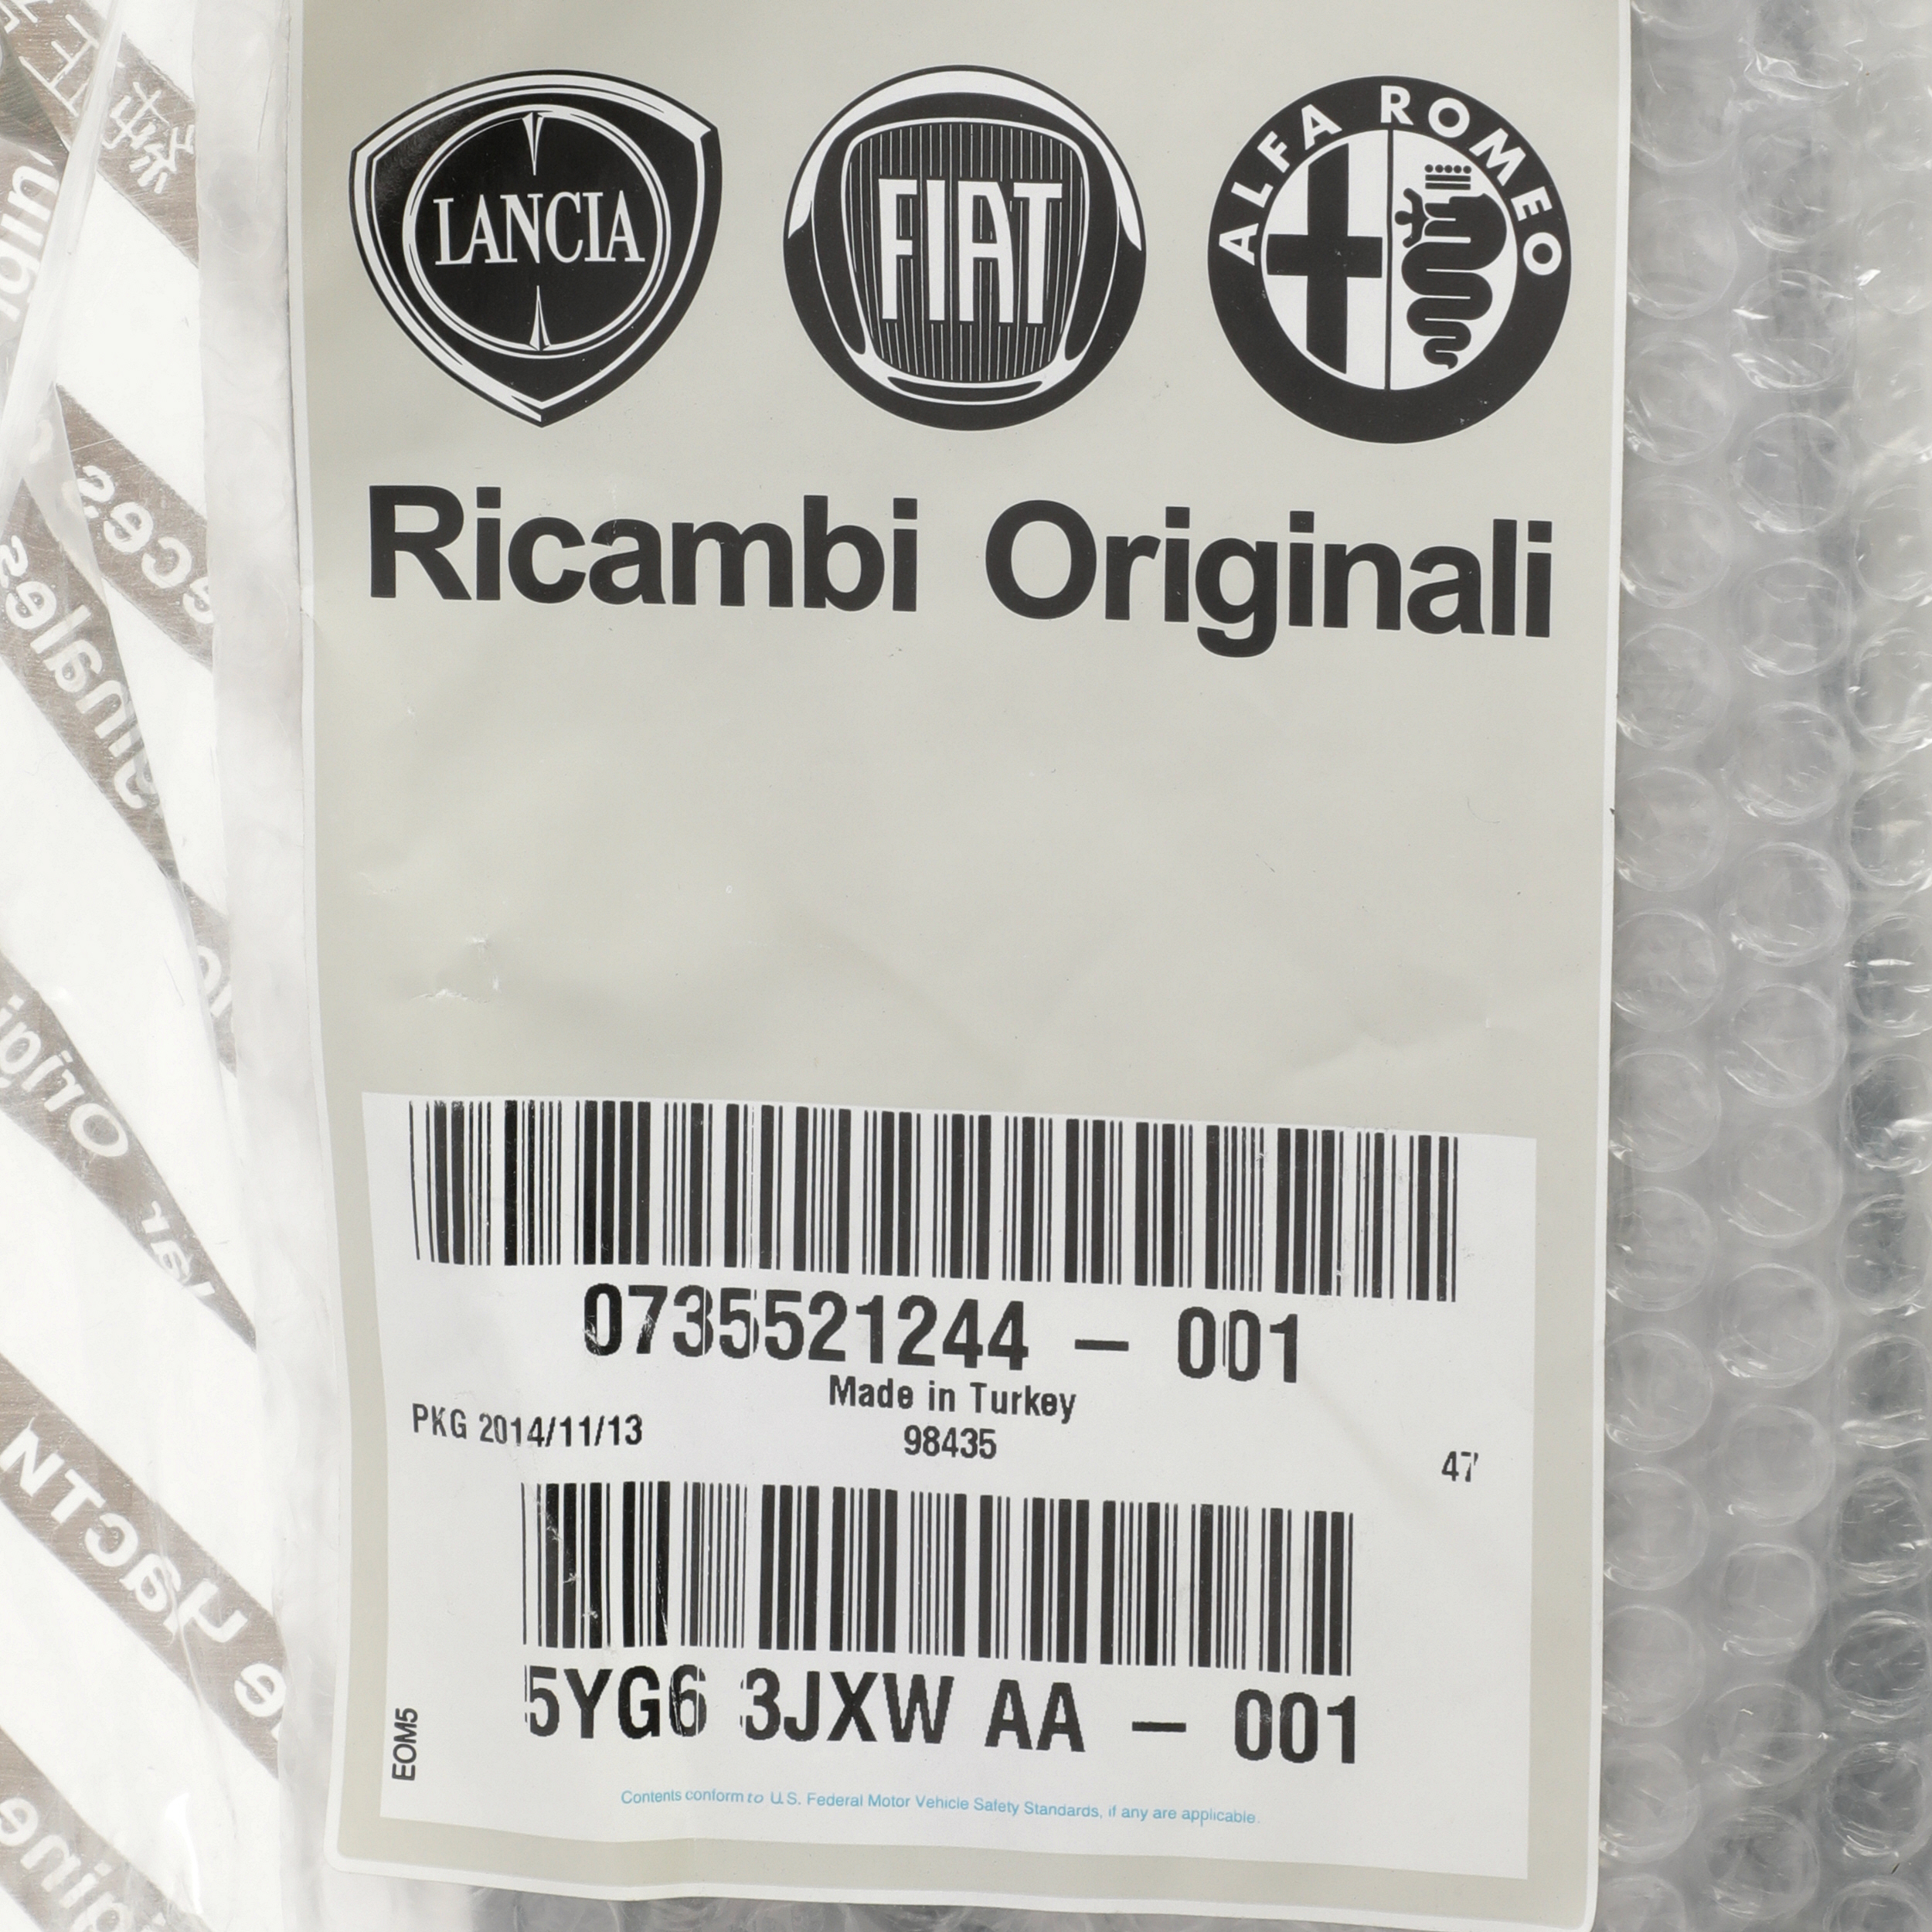 LANCIA
FIAT
ALFA ROMEO
Ricambi Originali
0735521244 – 001
Made in Turkey
PKG 2014/11/13
98435
47
5YG6 3JXW AA – 001
EOM5
Contents conform to U.S. Federal Motor Vehicle Safety Standards, if any are applicable.